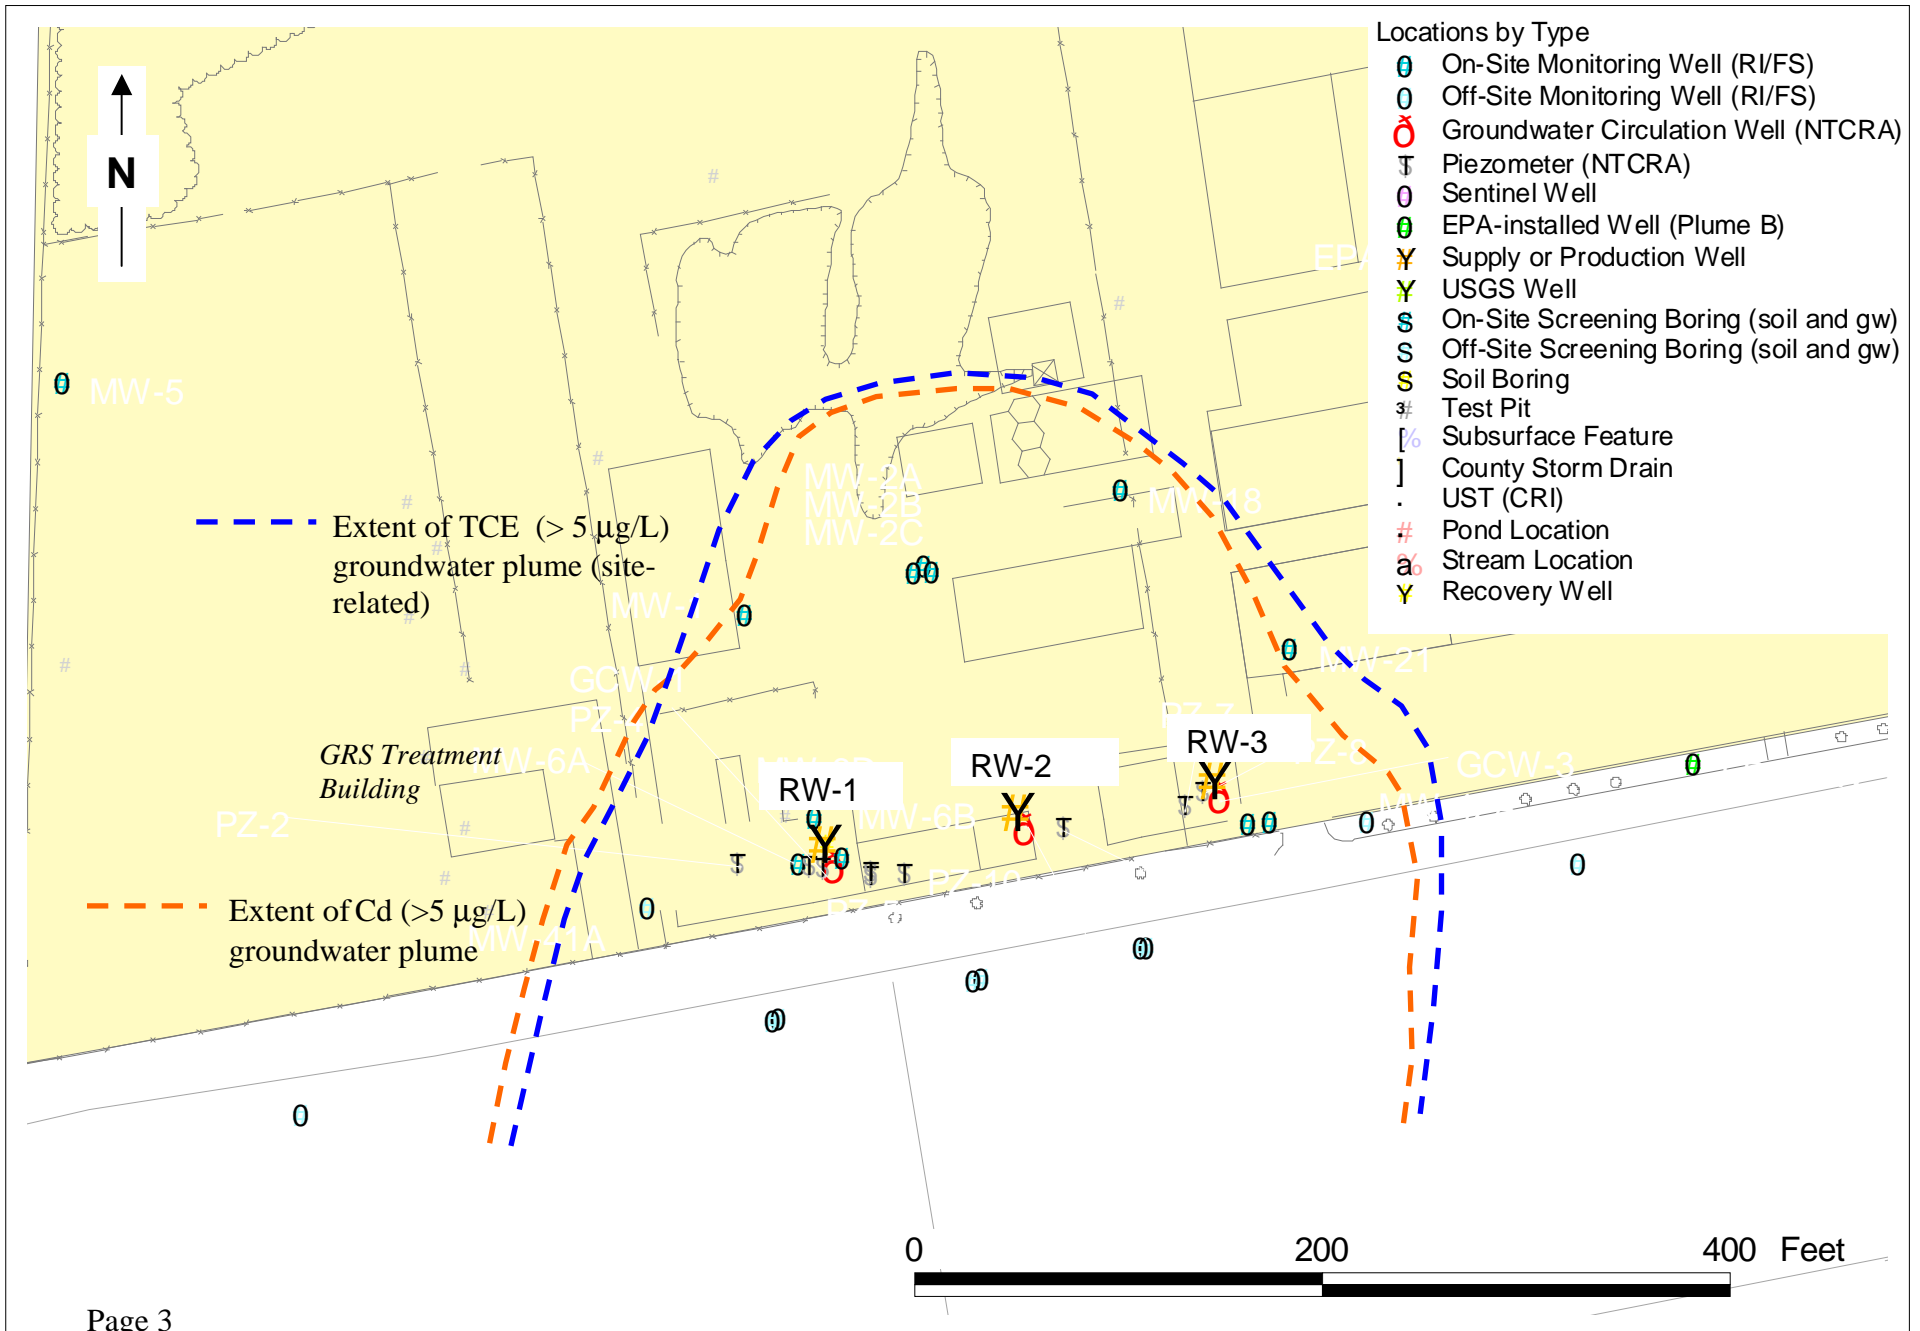 Locations by Type
On-Site Monitoring Well (RI/FS)
Off-Site Monitoring Well (RI/FS)
Groundwater Circulation Well (NTCRA)
Piezometer (NTCRA)
Sentinel Well
EPA-installed Well (Plume B)
Supply or Production Well
USGS Well
On-Site Screening Boring (soil and gw)
Off-Site Screening Boring (soil and gw)
Soil Boring
Test Pit
Subsurface Feature
County Storm Drain
UST (CRI)
Pond Location
Stream Location
Recovery Well
N
MW-5
MW-2A
MW-2B
MW-2C
MW-18
Extent of TCE (> 5 µg/L)
groundwater plume (site-
related)
MW-21
GCW-1
GRS Treatment
Building
MW-6A
RW-1
RW-2
RW-3
PZ-8
GCW-3
PZ-2
MW-6B
PZ-10
Extent of Cd (>5 µg/L)
groundwater plume
MW-11A
0 200 400 Feet
Page 3